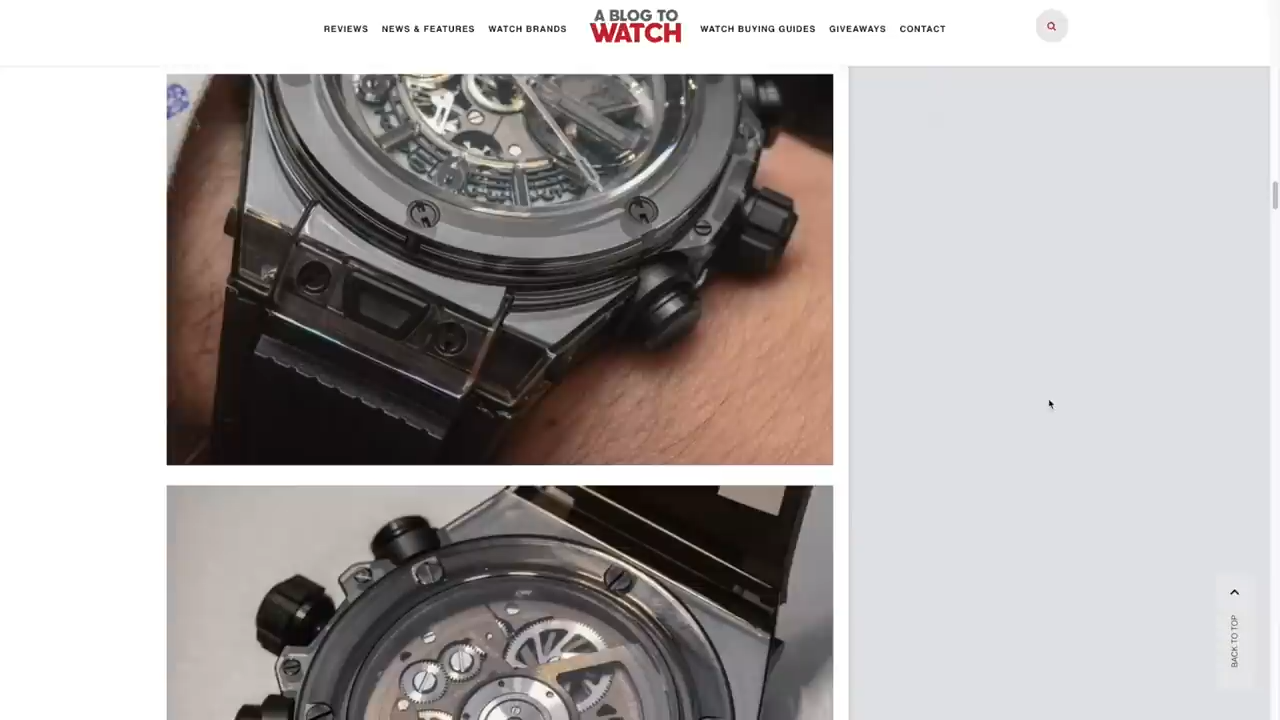 REVIEWS NEWS & FEATURES WATCH BRANDS
A BLOG TO
WATCH
WATCH BUYING GUIDES GIVEAWAYS CONTACT
BACK TO TOP